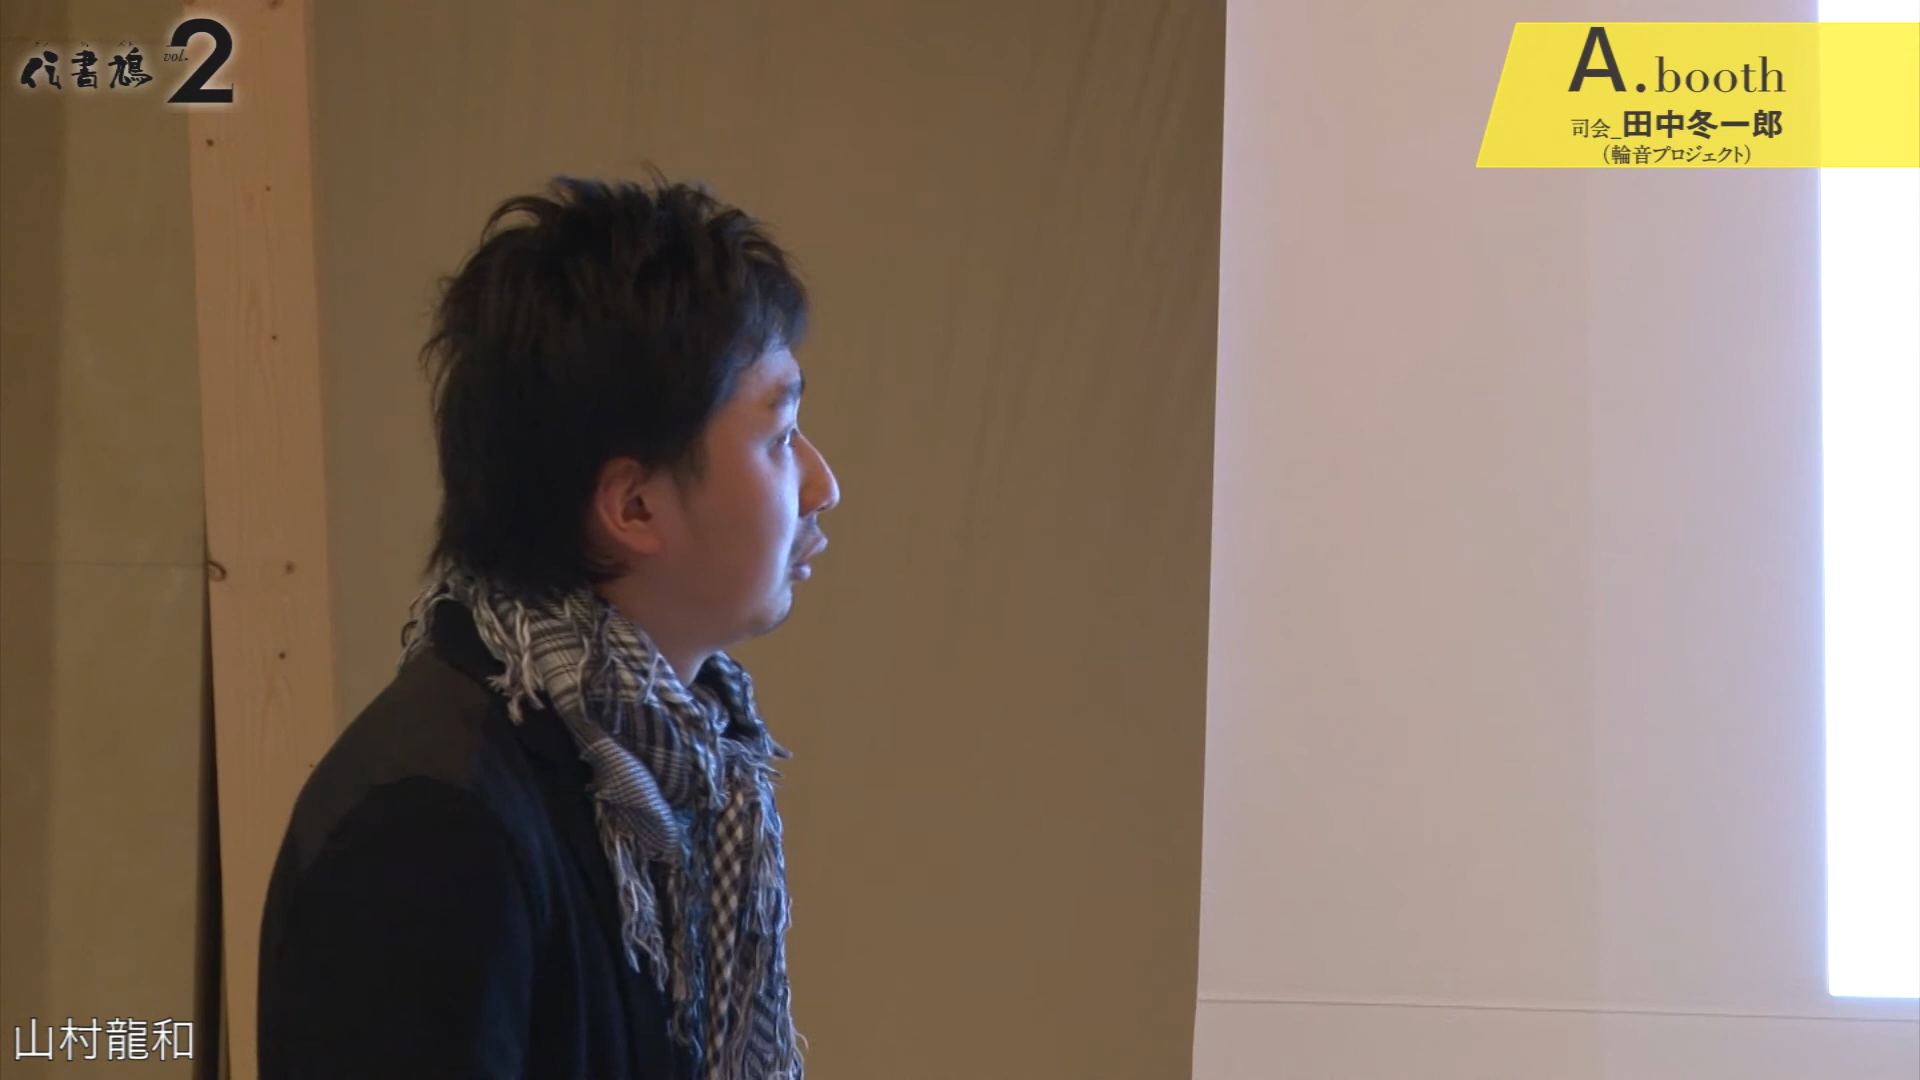 伝書鳩 vol.2
A.booth
司会_田中冬一郎
（輪音プロジェクト）
山村龍和